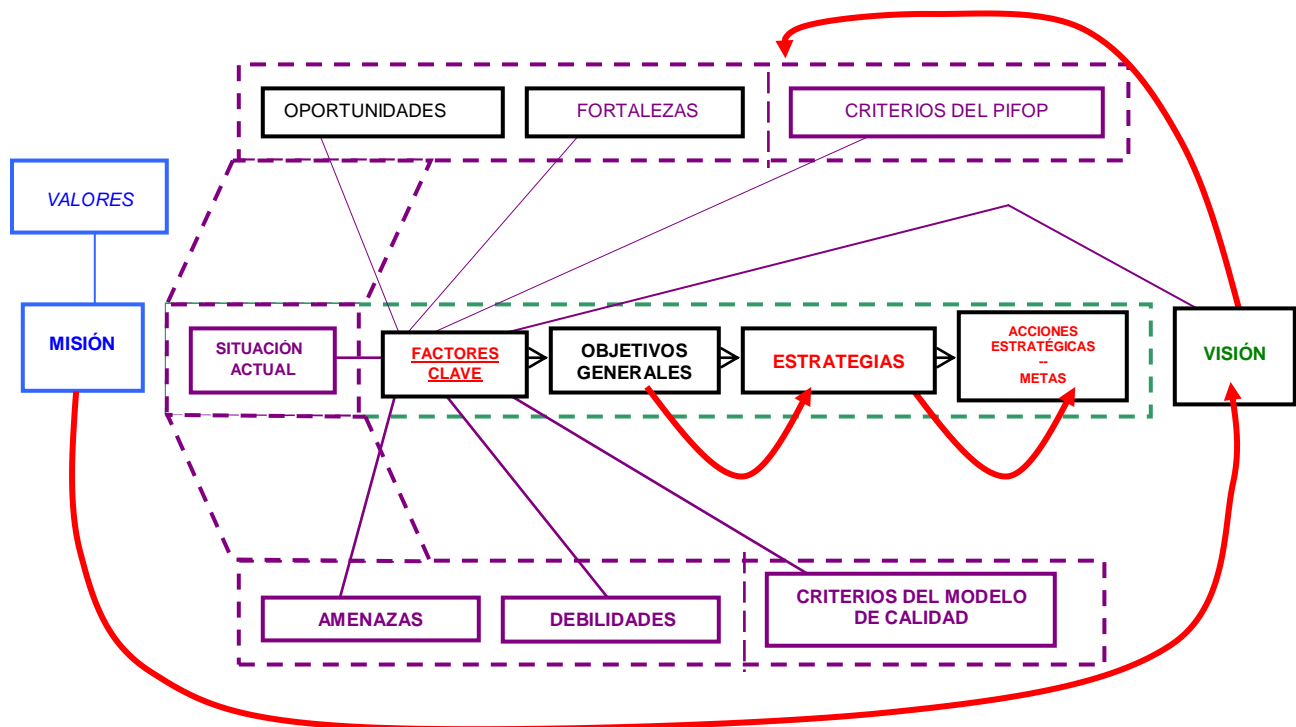 OPORTUNIDADES
FORTALEZAS
CRITERIOS DEL PIFOP
VALORES
MISIÓN
SITUACIÓN
ACTUAL
FACTORES
CLAVE
OBJETIVOS
GENERALES
ESTRATEGIAS
ACCIONES
ESTRATÉGICAS
--
METAS
VISIÓN
AMENAZAS
DEBILIDADES
CRITERIOS DEL MODELO
DE CALIDAD